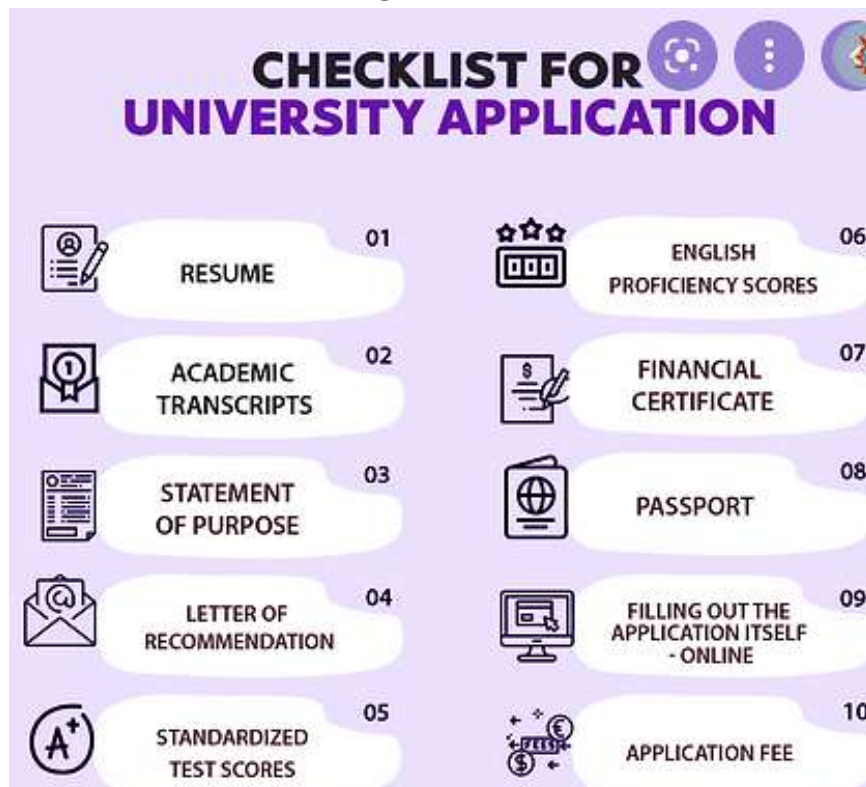 CHECKLIST FOR
UNIVERSITY APPLICATION
01
RESUME
02
ACADEMIC
TRANSCRIPTS
03
STATEMENT
OF PURPOSE
04
LETTER OF
RECOMMENDATION
05
A+
STANDARDIZED
TEST SCORES
06
ENGLISH
PROFICIENCY SCORES
07
$
FINANCIAL
CERTIFICATE
08
PASSPORT
09
FILLING OUT THE
APPLICATION ITSELF
- ONLINE
10
FEES
APPLICATION FEE